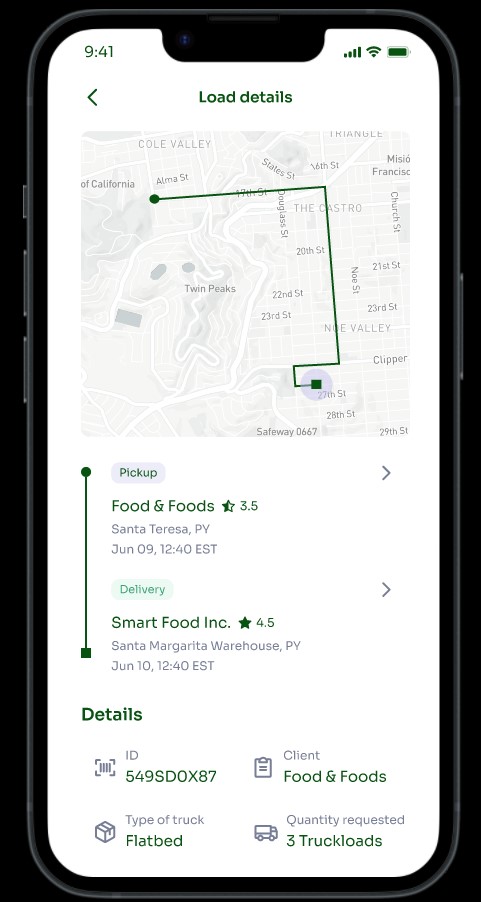 9:41
Load details
TRIANGLE
COLE VALLEY
States St
16th St
Misió
Francisc
of California
Alma St
17th St
Douglass St
THE CASTRO
Church St
20th St
21st St
Noe St
Twin Peaks
22nd St
23rd St
23rd St
NOE VALLEY
Clipper
27th St
28th St
Safeway 0667
29th St
Pickup
Food & Foods 3.5
Santa Teresa, PY
Jun 09, 12:40 EST
Delivery
Smart Food Inc. 4.5
Santa Margarita Warehouse, PY
Jun 10, 12:40 EST
Details
ID
549SD0X87
Client
Food & Foods
Type of truck
Flatbed
Quantity requested
3 Truckloads